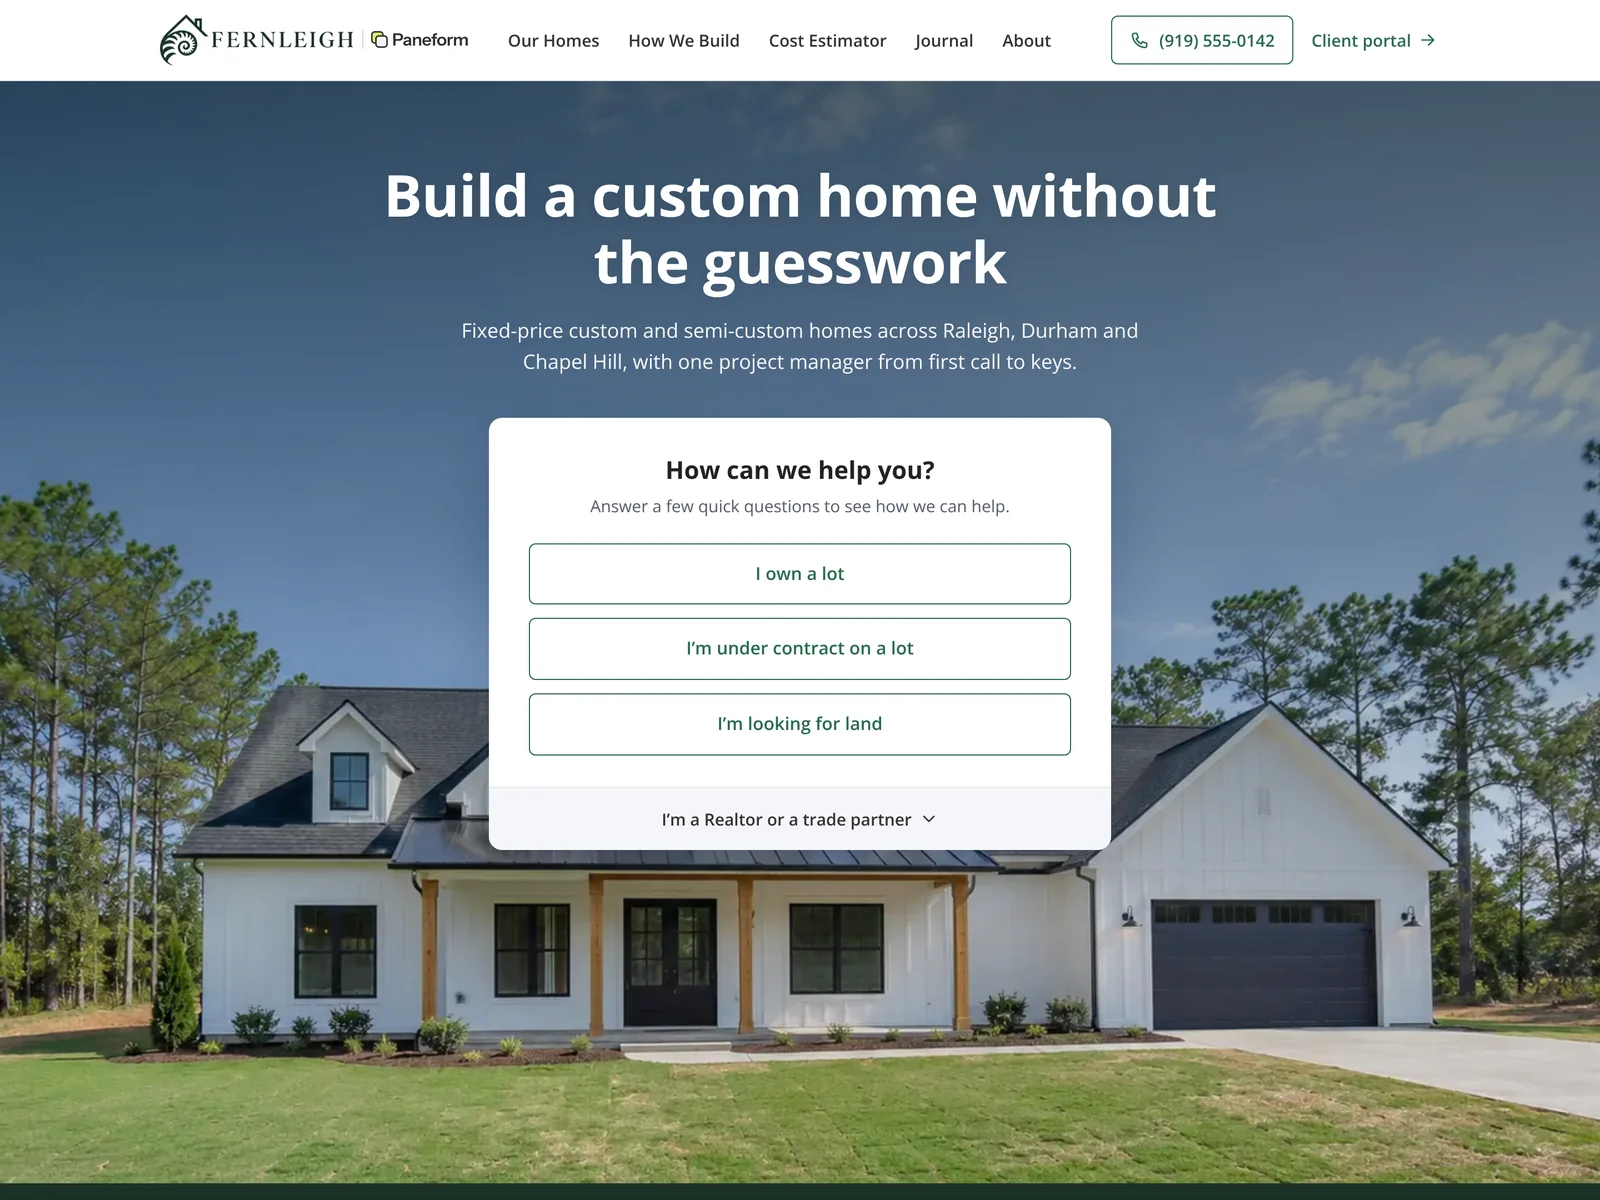 FERNLEIGH
Paneform
Our Homes
How We Build
Cost Estimator
Journal
About
(919) 555-0142
Client portal
Build a custom home without
the guesswork
Fixed-price custom and semi-custom homes across Raleigh, Durham and
Chapel Hill, with one project manager from first call to keys.
How can we help you?
Answer a few quick questions to see how we can help.
I own a lot
I’m under contract on a lot
I’m looking for land
I’m a Realtor or a trade partner